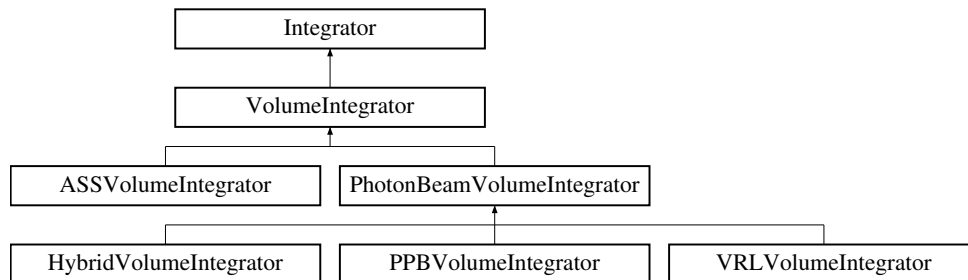 Integrator
VolumeIntegrator
ASSVolumeIntegrator PhotonBeamVolumeIntegrator
HybridVolumeIntegrator PPBVolumeIntegrator VRLVolumeIntegrator